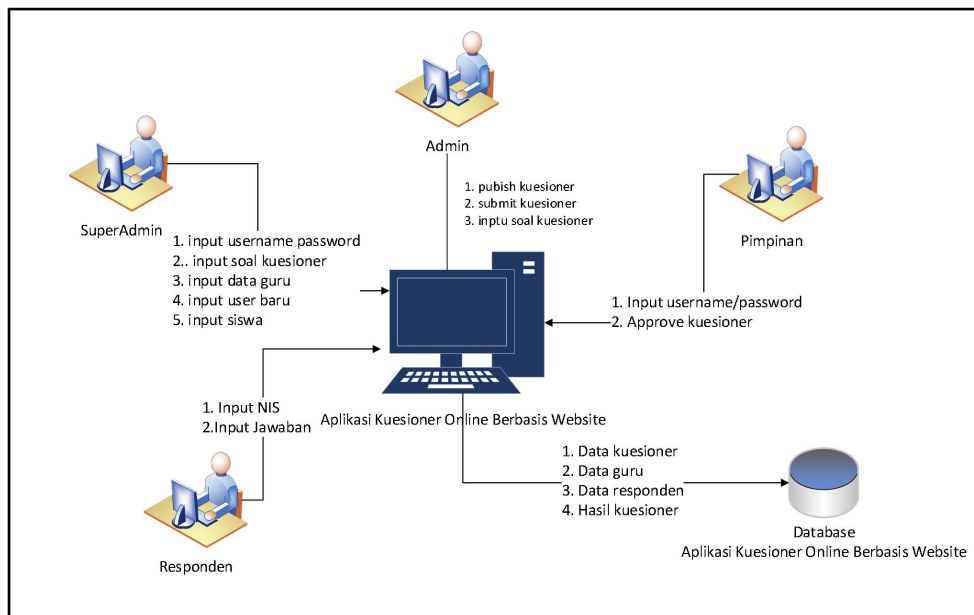 Admin
1. pubish kuesioner
2. submit kuesioner
3. inptu soal kuesioner
SuperAdmin
1. input username password
2.. input soal kuesioner
3. input data guru
4. input user baru
5. input siswa
Pimpinan
1. Input username/password
2. Approve kuesioner
1. Input NIS
2.Input Jawaban
Responden
Aplikasi Kuesioner Online Berbasis Website
1. Data kuesioner
2. Data guru
3. Data responden
4. Hasil kuesioner
Database
Aplikasi Kuesioner Online Berbasis Website